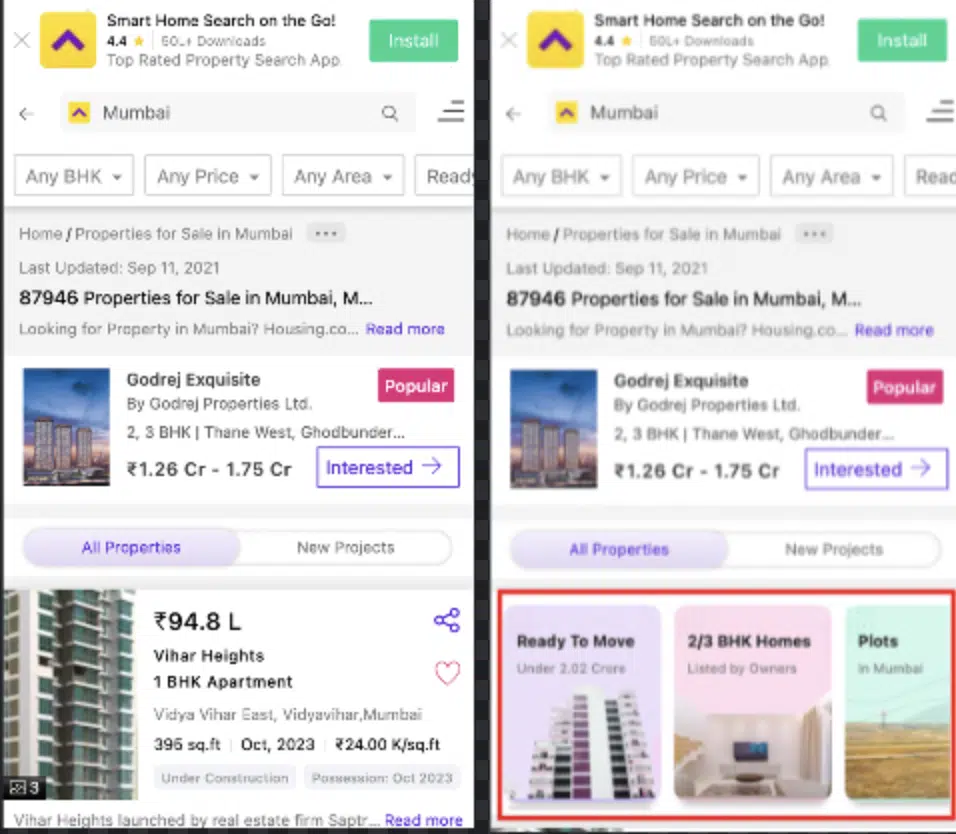 Smart Home Search on the Go!
4.4 50L+ Downloads
Top Rated Property Search App
Install
Mumbai
Any BHK
Any Price
Any Area
Ready
Home / Properties for Sale in Mumbai
Last Updated: Sep 11, 2021
87946 Properties for Sale in Mumbai, M...
Looking for Property in Mumbai? Housing.co... Read more
Godrej Exquisite
Popular
By Godrej Properties Ltd.
2, 3 BHK | Thane West, Ghodbunder...
₹1.26 Cr - 1.75 Cr
Interested →
All Properties
New Projects
₹94.8 L
Vihar Heights
1 BHK Apartment
Vidya Vihar East, Vidyavihar,Mumbai
395 sq.ft Oct, 2023 ₹24.00 K/sq.ft
Under Construction Possession: Oct 2023
3
Vihar Heights launched by real estate firm Saptr... Read more
Smart Home Search on the Go!
4.4 50L+ Downloads
Top Rated Property Search App
Install
Mumbai
Any BHK
Any Price
Any Area
Read
Home / Properties for Sale in Mumbai
Last Updated: Sep 11, 2021
87946 Properties for Sale in Mumbai, M...
Looking for Property in Mumbai? Housing.co... Read more
Godrej Exquisite
Popular
By Godrej Properties Ltd.
2, 3 BHK | Thane West, Ghodbunder...
₹1.26 Cr - 1.75 Cr
Interested →
All Properties
New Projects
Ready To Move
Under 2.02 Crore
2/3 BHK Homes
Listed by Owners
Plots
in Mumbai